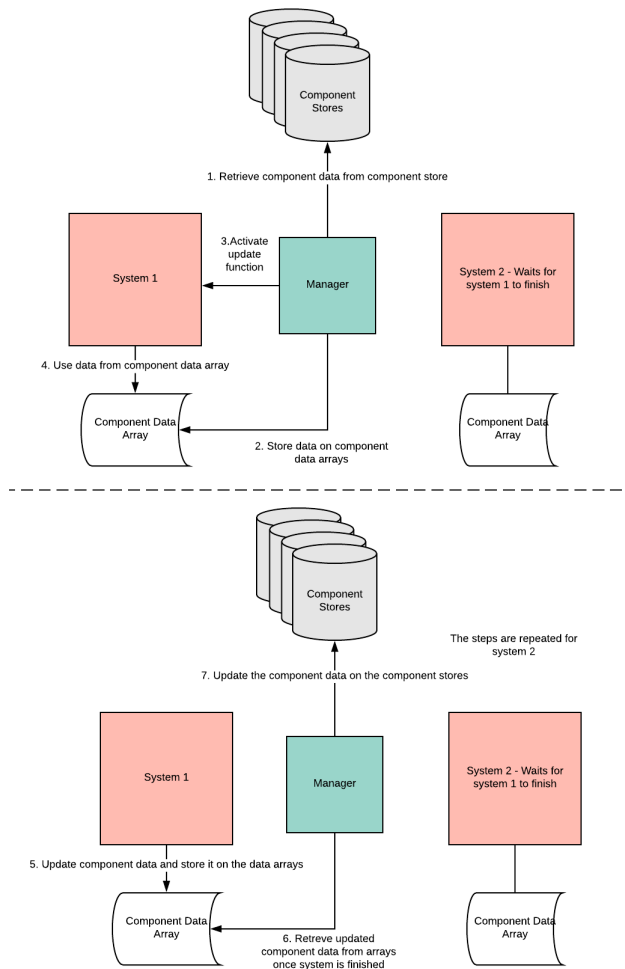 Component
Stores
1. Retrieve component data from component store
3.Activate
update
function
System 1
Manager
System 2 - Waits for
system 1 to finish
4. Use data from component data array
Component Data
Array
2. Store data on component
data arrays
Component Data
Array
Component
Stores
The steps are repeated for
system 2
7. Update the component data on the component stores
System 1
Manager
System 2 - Waits for
system 1 to finish
5. Update component data and store it on the data arrays
Component Data
Array
6. Retreve updated
component data from arrays
once system is finished
Component Data
Array